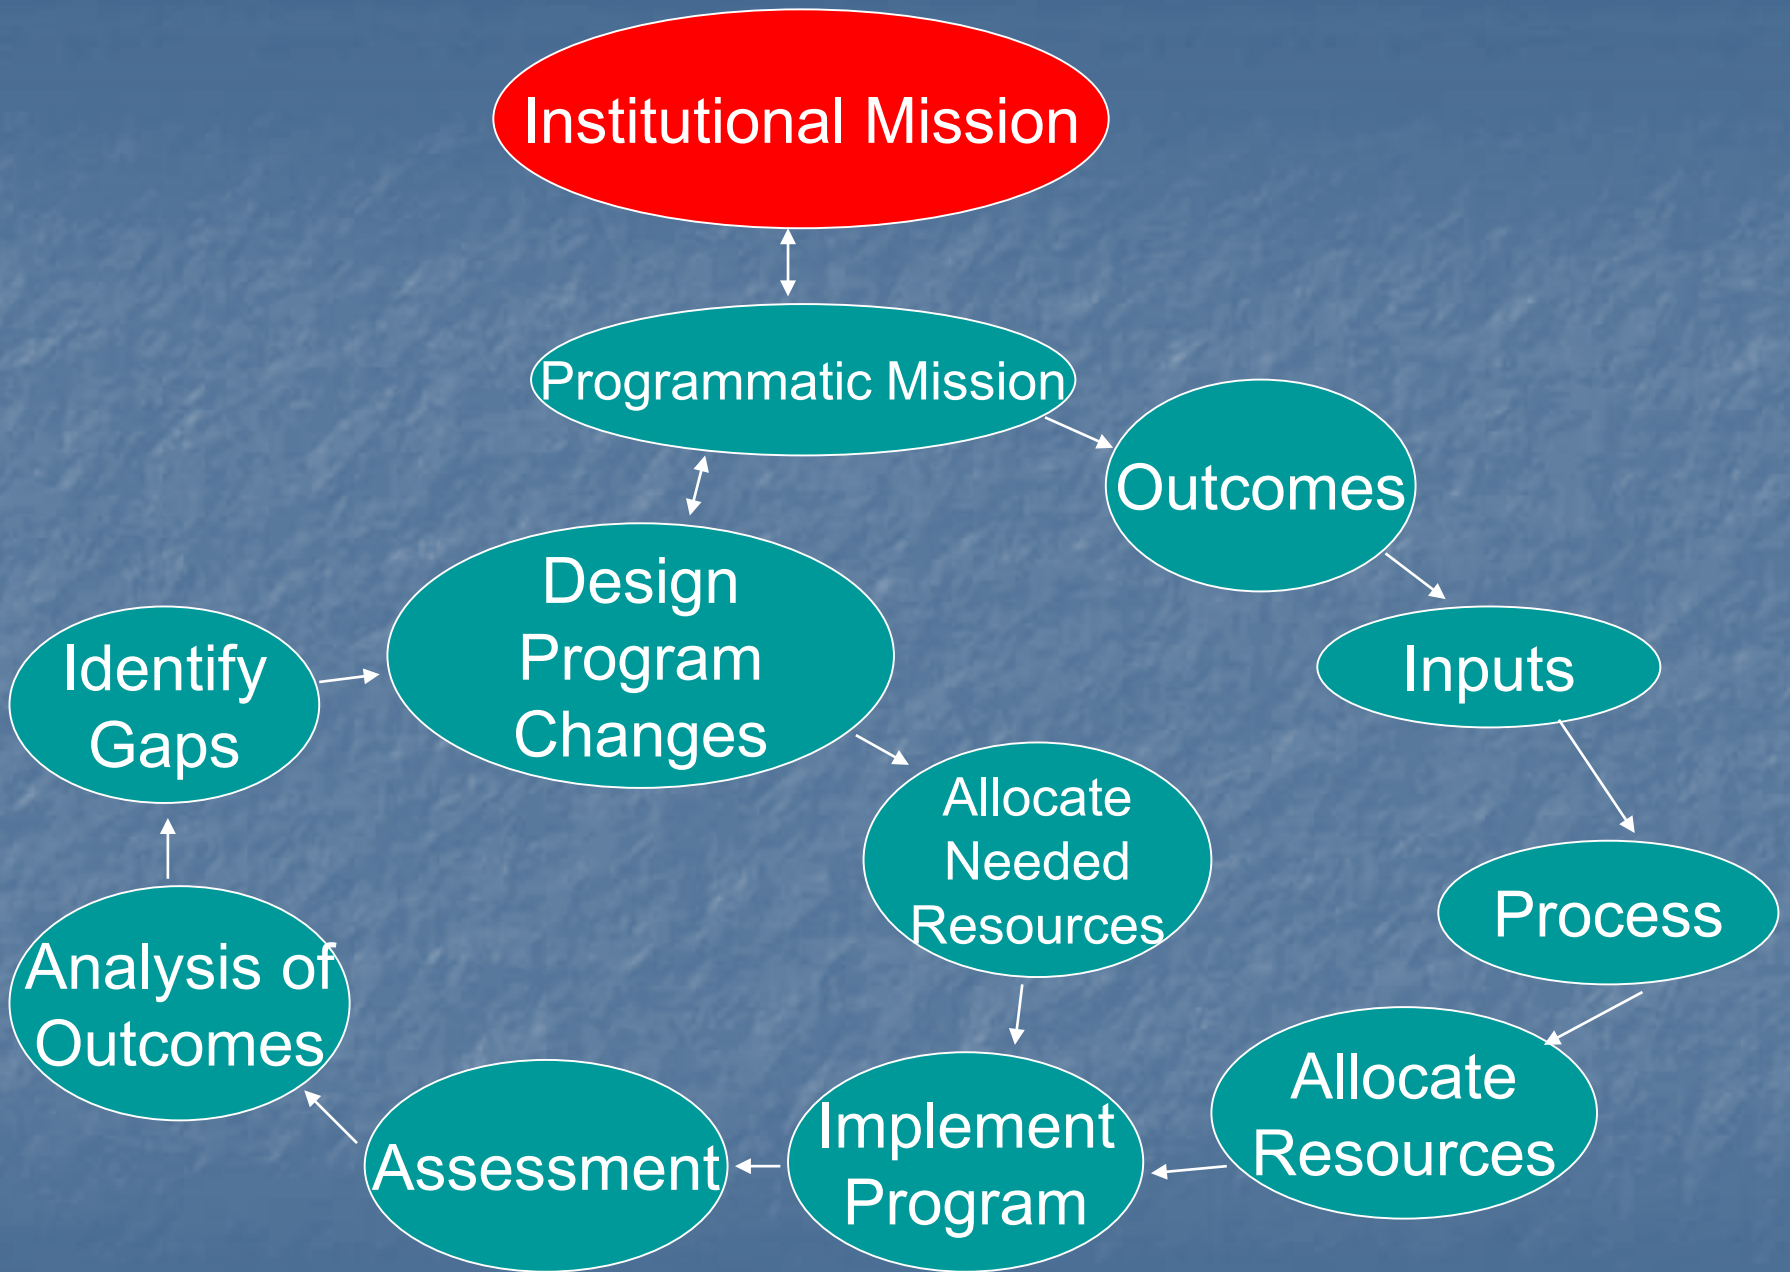 Institutional Mission
Programmatic Mission
Outcomes
Inputs
Process
Allocate
Resources
Implement
Program
Assessment
Analysis of
Outcomes
Identify
Gaps
Design
Program
Changes
Allocate
Needed
Resources